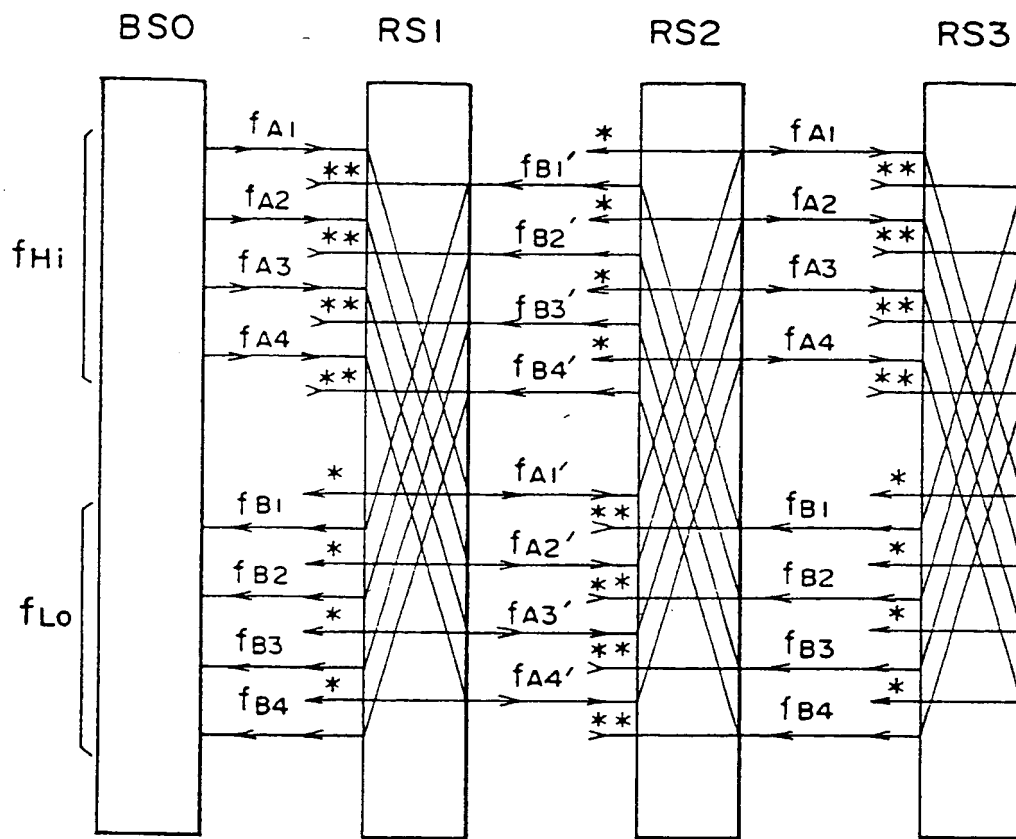 BS0 RS1 RS2 RS3
fA1 * fA1
** fB1′ **
fA2 * fA2
** fB2′ **
fHi
fA3 * fA3
** fB3′ **
fA4 * fA4
** fB4′ **
* fA1′ *
fB1 ** fB1
* fA2′ *
fB2 ** fB2
fLo
* fA3′ *
fB3 ** fB3
* fA4′ *
fB4 ** fB4